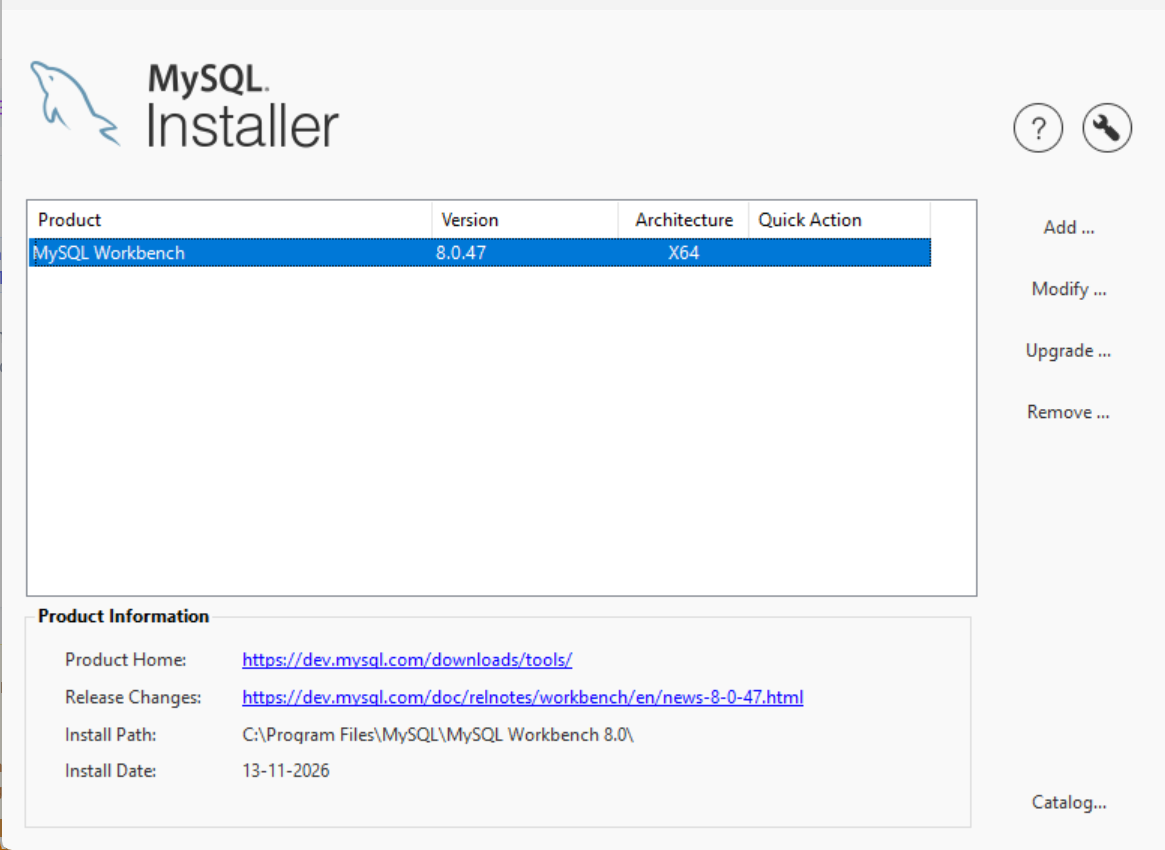 MySQL.
Installer
?
Product Version Architecture Quick Action
MySQL Workbench 8.0.47 X64
Add ...
Modify ...
Upgrade ...
Remove ...
Product Information
Product Home: https://dev.mysql.com/downloads/tools/
Release Changes: https://dev.mysql.com/doc/relnotes/workbench/en/news-8-0-47.html
Install Path: C:\Program Files\MySQL\MySQL Workbench 8.0\
Install Date: 13-11-2026
Catalog...